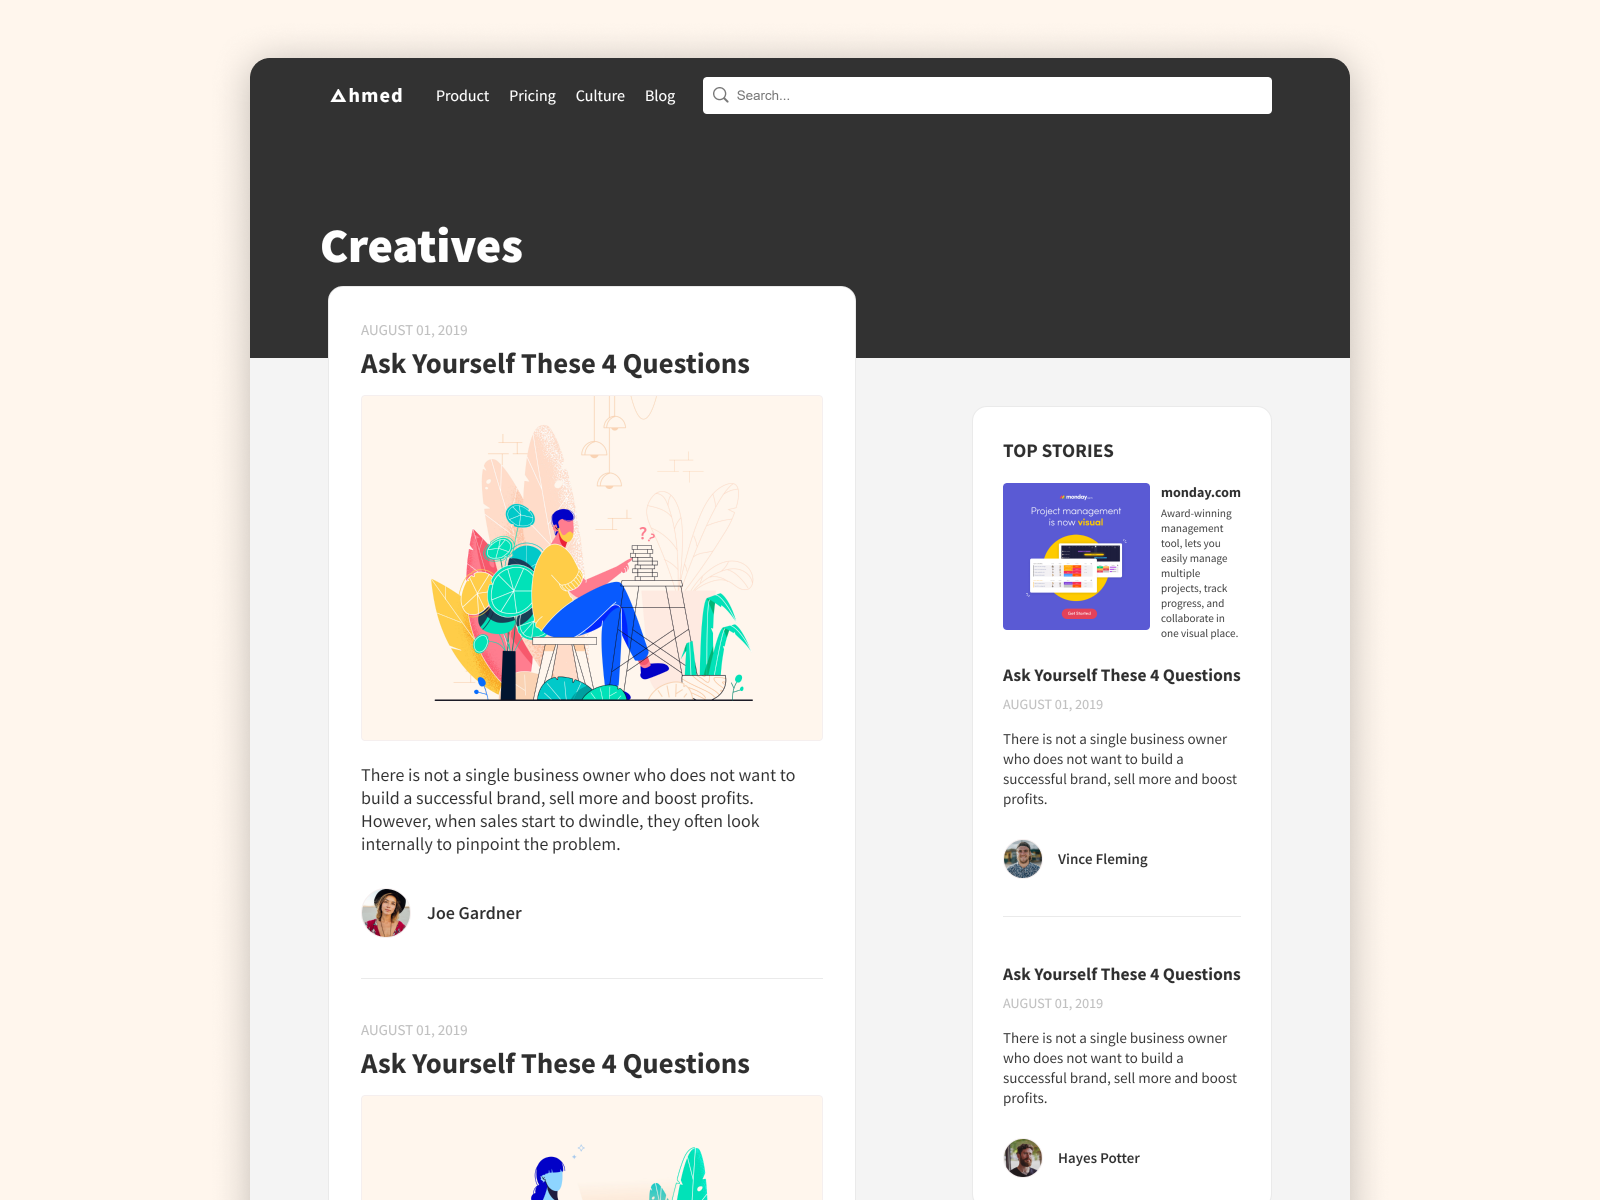 Ahmed
Product Pricing Culture Blog
Search...
Creatives
AUGUST 01, 2019
Ask Yourself These 4 Questions
??
There is not a single business owner who does not want to
build a successful brand, sell more and boost profits.
However, when sales start to dwindle, they often look
internally to pinpoint the problem.
Joe Gardner
AUGUST 01, 2019
Ask Yourself These 4 Questions
TOP STORIES
monday.com
Project management
is now visual
Get Started
monday.com
Award-winning
management
tool, lets you
easily manage
multiple
projects, track
progress, and
collaborate in
one visual place.
Ask Yourself These 4 Questions
AUGUST 01, 2019
There is not a single business owner
who does not want to build a
successful brand, sell more and boost
profits.
Vince Fleming
Ask Yourself These 4 Questions
AUGUST 01, 2019
There is not a single business owner
who does not want to build a
successful brand, sell more and boost
profits.
Hayes Potter